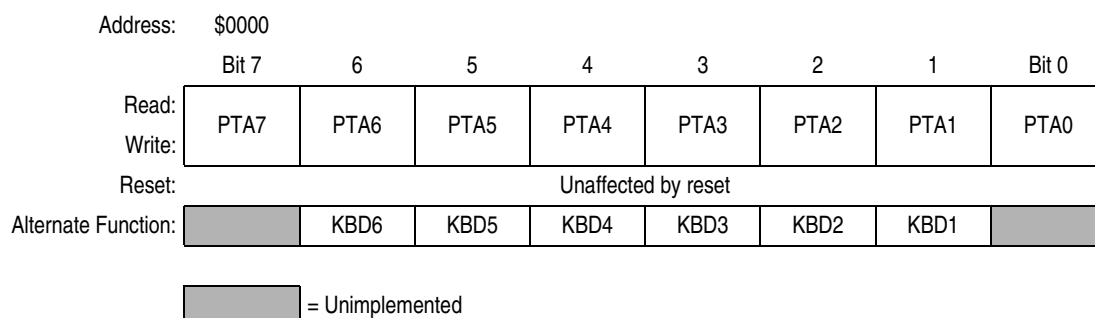 Address: $0000
Bit 7 6 5 4 3 2 1 Bit 0
Read:
PTA7 PTA6 PTA5 PTA4 PTA3 PTA2 PTA1 PTA0
Write:
Reset: Unaffected by reset
Alternate Function: KBD6 KBD5 KBD4 KBD3 KBD2 KBD1
= Unimplemented